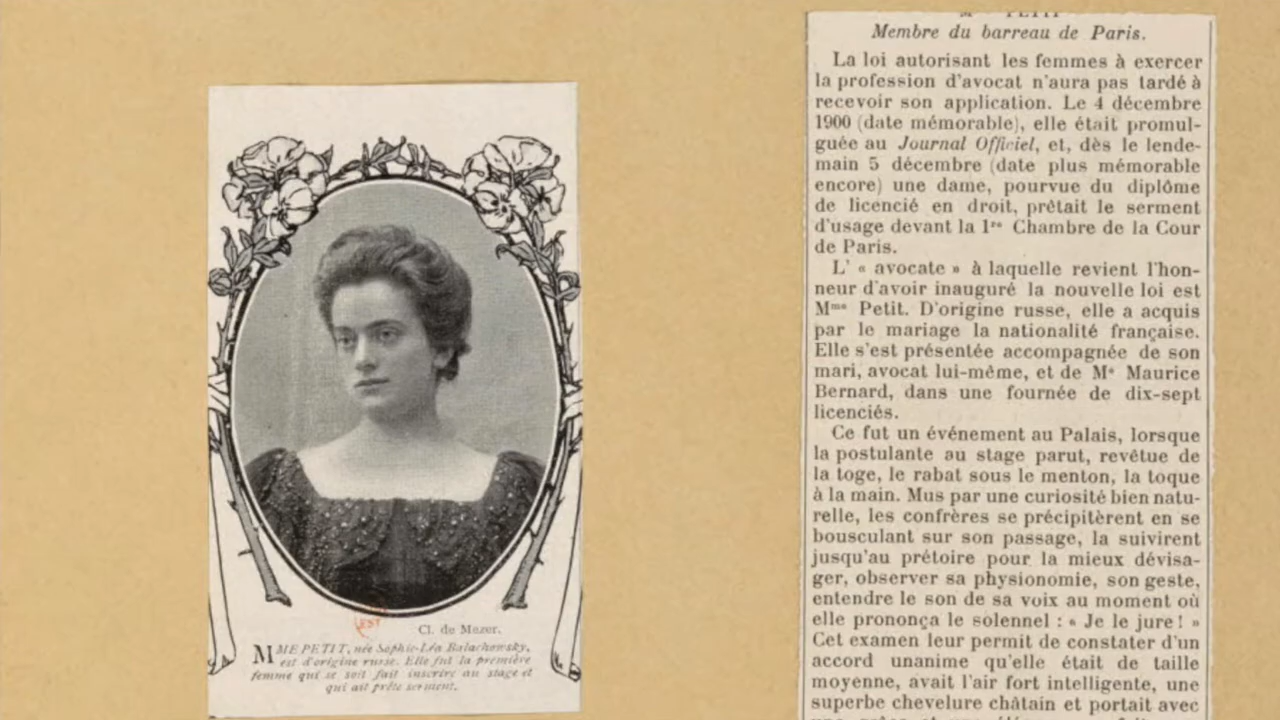 Cl. de Mezer.
MME PETIT, née Sophie-Léa Balachowsky,
est d'origine russe. Elle fut la première
femme qui se soit fait inscrire au stage et
qui ait prêté serment.
EST
Membre du barreau de Paris.
La loi autorisant les femmes à exercer
la profession d'avocat n'aura pas tardé à
recevoir son application. Le 4 décembre
1900 (date mémorable), elle était promul-
guée au Journal Officiel, et, dès le lende-
main 5 décembre (date plus mémorable
encore) une dame, pourvue du diplôme
de licencié en droit, prêtait le serment
d'usage devant la 1re Chambre de la Cour
de Paris.
L' « avocate » à laquelle revient l'hon-
neur d'avoir inauguré la nouvelle loi est
Mme Petit. D'origine russe, elle a acquis
par le mariage la nationalité française.
Elle s'est présentée accompagnée de son
mari, avocat lui-même, et de Me Maurice
Bernard, dans une fournée de dix-sept
licenciés.
Ce fut un événement au Palais, lorsque
la postulante au stage parut, revêtue de
la toge, le rabat sous le menton, la toque
à la main. Mus par une curiosité bien natu-
relle, les confrères se précipitèrent en se
bousculant sur son passage, la suivirent
jusqu'au prétoire pour la mieux dévisa-
ger, observer sa physionomie, son geste,
entendre le son de sa voix au moment où
elle prononça le solennel : « Je le jure ! »
Cet examen leur permit de constater d'un
accord unanime qu'elle était de taille
moyenne, avait l'air fort intelligente, une
superbe chevelure châtain et portait avec